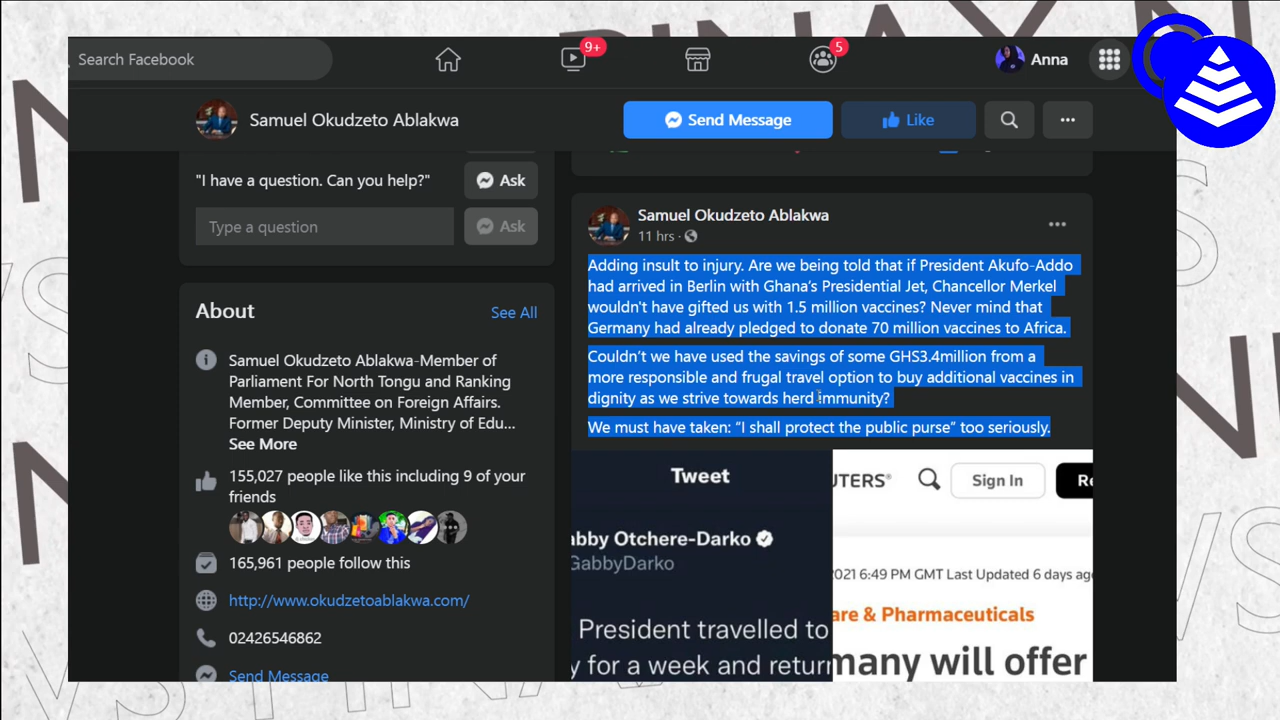 Search Facebook
9+
5
Anna
Samuel Okudzeto Ablakwa
Send Message
Like
"I have a question. Can you help?"
Ask
Type a question
Ask
About
See All
Samuel Okudzeto Ablakwa-Member of
Parliament For North Tongu and Ranking
Member, Committee on Foreign Affairs.
Former Deputy Minister, Ministry of Edu...
See More
155,027 people like this including 9 of your
friends
165,961 people follow this
http://www.okudzetoablakwa.com/
02426546862
Send Message
Samuel Okudzeto Ablakwa
11 hrs ·
Adding insult to injury. Are we being told that if President Akufo-Addo
had arrived in Berlin with Ghana's Presidential Jet, Chancellor Merkel
wouldn't have gifted us with 1.5 million vaccines? Never mind that
Germany had already pledged to donate 70 million vaccines to Africa.
Couldn't we have used the savings of some GHS3.4million from a
more responsible and frugal travel option to buy additional vaccines in
dignity as we strive towards herd immunity?
We must have taken: “I shall protect the public purse” too seriously.
Tweet
abby Otchere-Darko
GabbyDarko
President travelled to
y for a week and return
UTERS®
Sign In
Re
2021 6:49 PM GMT Last Updated 6 days ago
are & Pharmaceuticals
many will offer